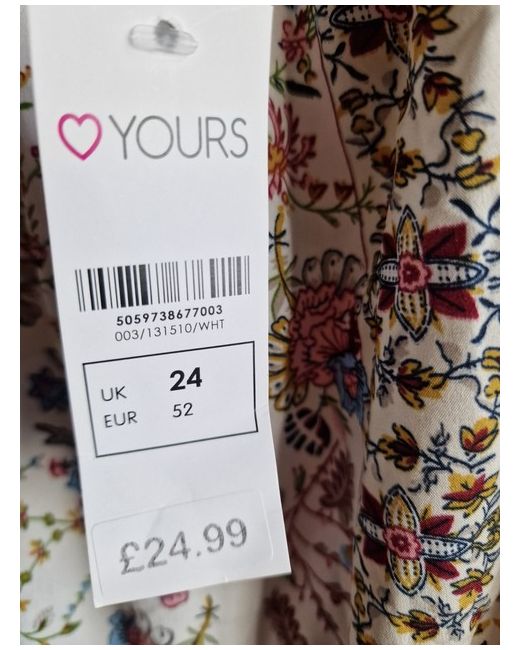 YOURS
5059738677003
003/131510/WHT
UK 24
EUR 52
£24.99